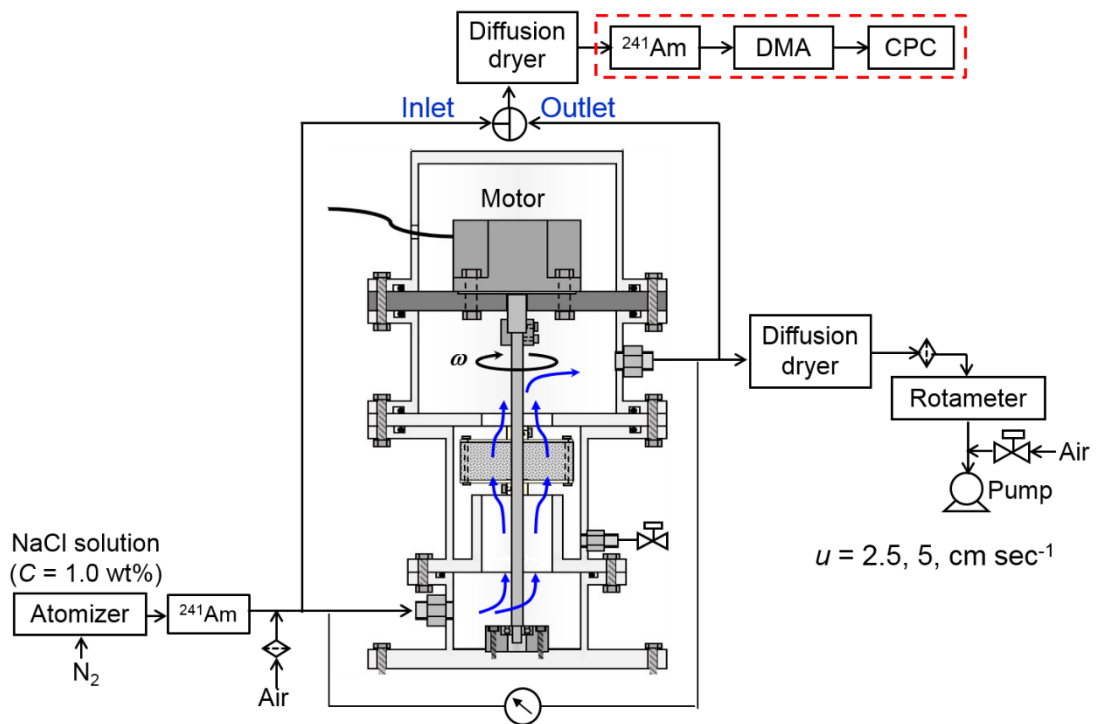 Diffusion
dryer
²⁴¹Am
DMA
CPC
Inlet
Outlet
Motor
ω
Diffusion
dryer
Rotameter
Air
Pump
u = 2.5, 5, cm sec⁻¹
NaCl solution
(C = 1.0 wt%)
Atomizer
²⁴¹Am
N₂
Air